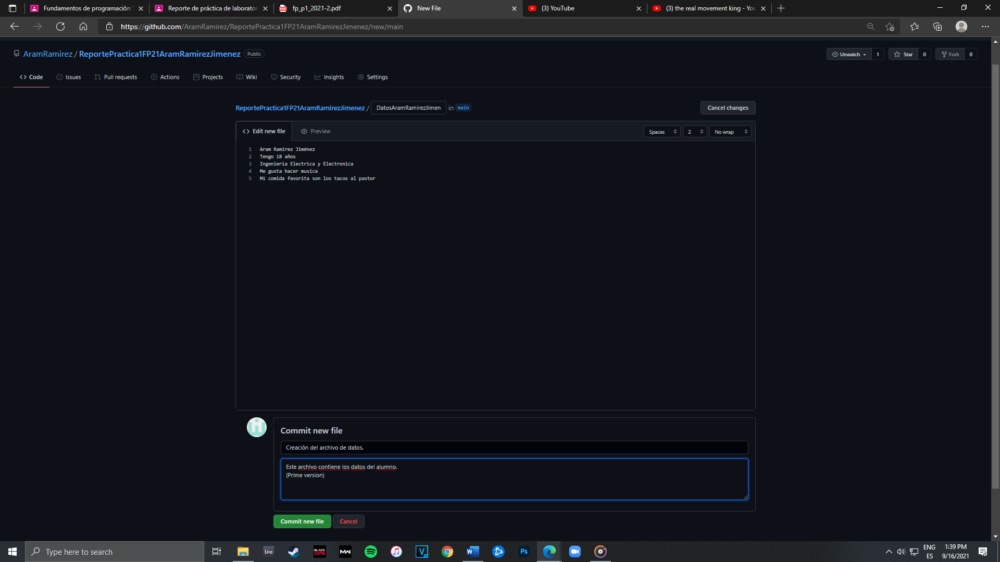 Fundamentos de programación
Reporte de práctica de laborator
fp_p1_2021-2.pdf
New File
(3) YouTube
(3) the real movement king - You
https://github.com/AramRamirez/ReportePractica1FP21AramRamirezJimenez/new/main
AramRamirez / ReportePractica1FP21AramRamirezJimenez Public
Unwatch 1
Star 0
Fork 0
Code
Issues
Pull requests
Actions
Projects
Wiki
Security
Insights
Settings
ReportePractica1FP21AramRamirezJimenez / DatosAramRamirezJimen in main
Cancel changes
<> Edit new file
Preview
Spaces
2
No wrap
1 Aram Ramírez Jiménez
2 Tengo 18 años
3 Ingenieria Electrica y Electronica
4 Me gusta hacer musica
5 Mi comida favorita son los tacos al pastor
Commit new file
Creación del archivo de datos.
Este archivo contiene los datos del alumno.
(Prime version)
Commit new file
Cancel
Type here to search
Live
BLACK OPS
MW
V
W
Ps
ENG
ES
1:39 PM
9/16/2021